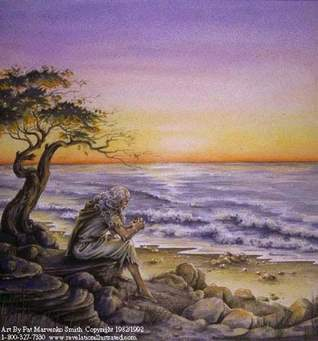 Art By Pat Marvenko Smith, Copyright 1982/1992
1-800-327-7330 www.revelationillustrated.com